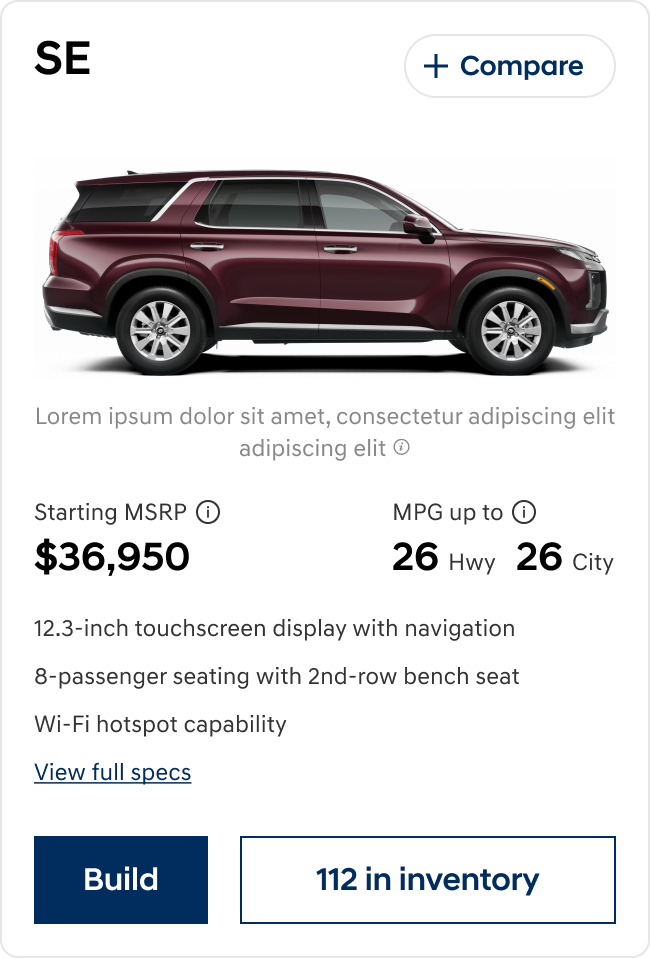 SE
+ Compare
Lorem ipsum dolor sit amet, consectetur adipiscing elit
adipiscing elit ⓘ
Starting MSRP ⓘ
$36,950
MPG up to ⓘ
26 Hwy 26 City
12.3-inch touchscreen display with navigation
8-passenger seating with 2nd-row bench seat
Wi-Fi hotspot capability
View full specs
Build
112 in inventory